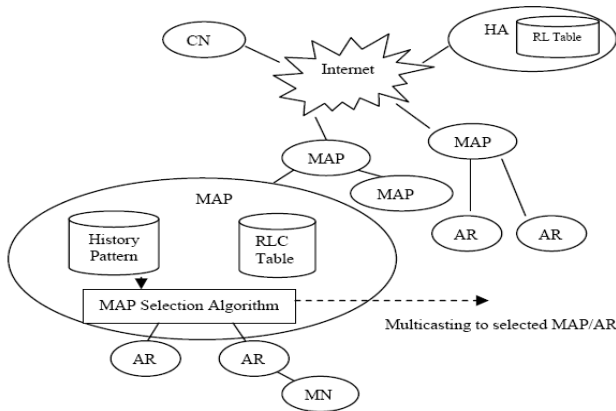 CN
HA
RL Table
Internet
MAP
MAP
MAP
MAP
History
Pattern
RLC
Table
AR
AR
MAP Selection Algorithm
Multicasting to selected MAP/AR
AR
AR
MN